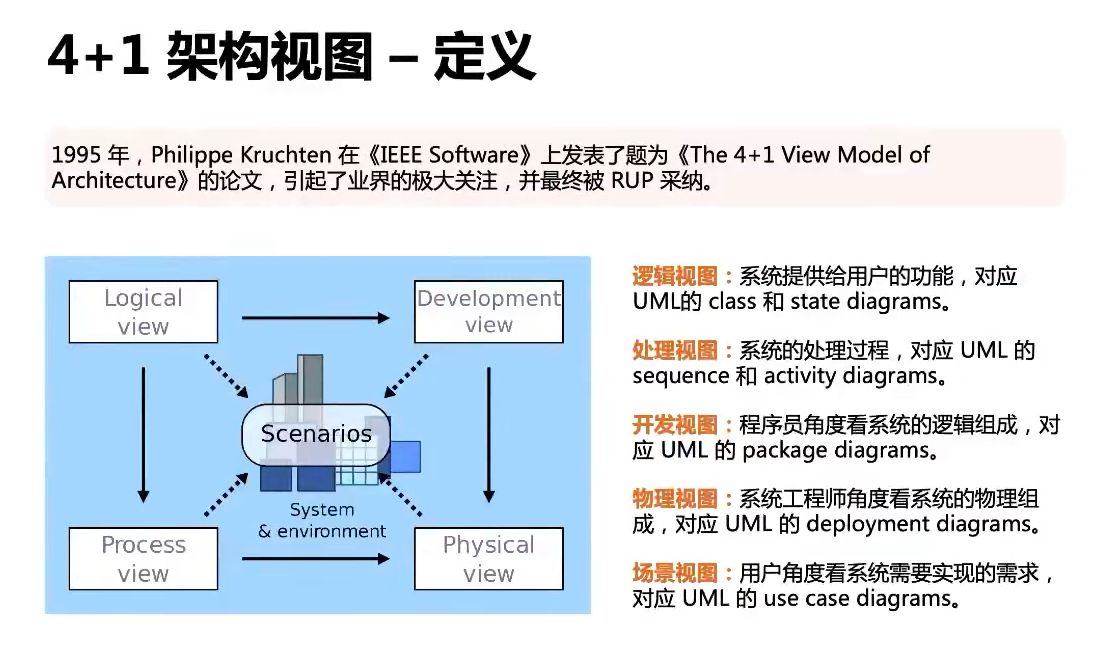 4+1 架构视图 – 定义
1995 年，Philippe Kruchten 在《IEEE Software》上发表了题为《The 4+1 View Model of
Architecture》的论文，引起了业界的极大关注，并最终被 RUP 采纳。
Logical
view
Development
view
Scenarios
System
& environment
Process
view
Physical
view
逻辑视图：系统提供给用户的功能，对应
UML的 class 和 state diagrams。
处理视图：系统的处理过程，对应 UML 的
sequence 和 activity diagrams。
开发视图：程序员角度看系统的逻辑组成，对
应 UML 的 package diagrams。
物理视图：系统工程师角度看系统的物理组
成，对应 UML 的 deployment diagrams。
场景视图：用户角度看系统需要实现的需求，
对应 UML 的 use case diagrams。